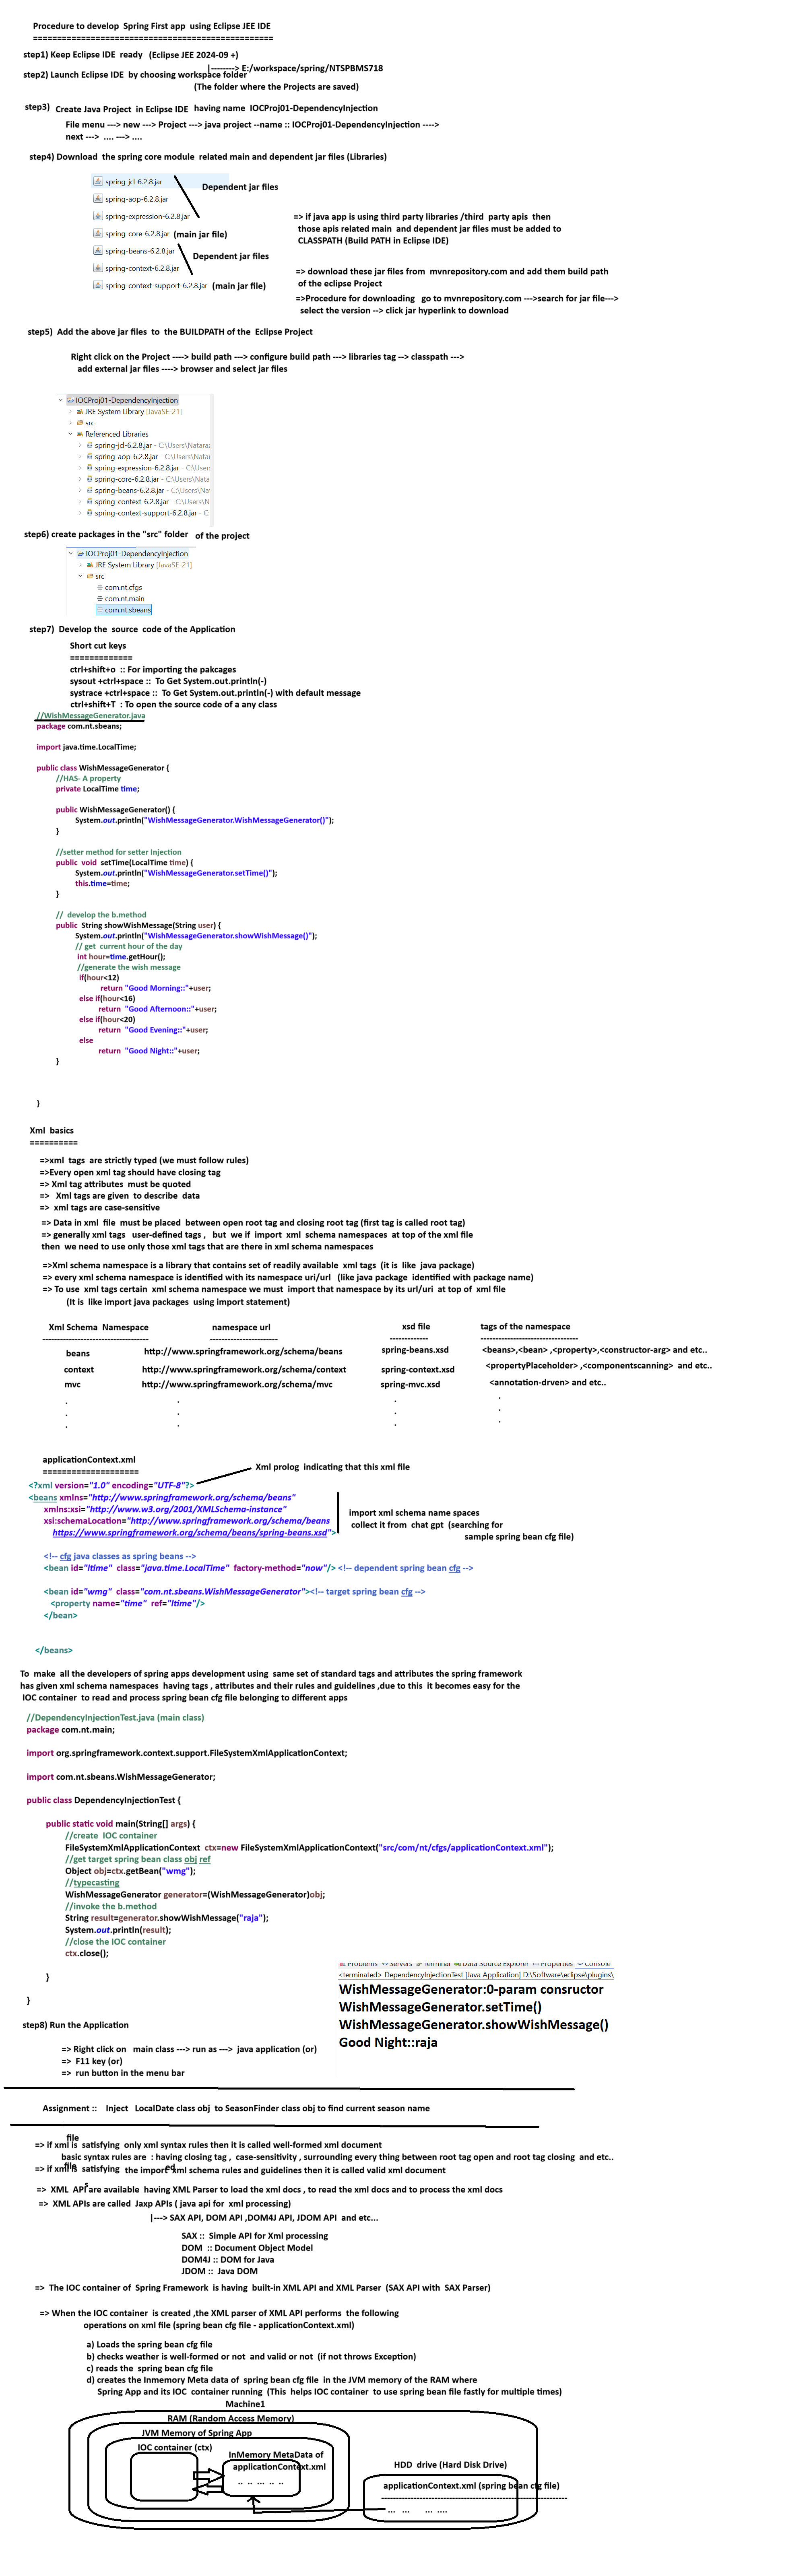 Procedure to develop  Spring First app  using Eclipse JEE IDE
==================================================
step1) Keep Eclipse IDE  ready   (Eclipse JEE 2024-09 +)
|--------> E:/workspace/spring/NTSPBMS718
step2) Launch Eclipse IDE  by choosing workspace folder
(The folder where the Projects are saved)
step3)  Create Java Project  in Eclipse IDE  having name  IOCProj01-DependencyInjection
File menu ---> new ---> Project ---> java project --name :: IOCProj01-DependencyInjection ---->
next --->  .... ---> ....
step4) Download  the spring core module  related main and dependent jar files (Libraries)
spring-jcl-6.2.8.jar
Dependent jar files
spring-aop-6.2.8.jar
spring-expression-6.2.8.jar
spring-core-6.2.8.jar  (main jar file)
spring-beans-6.2.8.jar
Dependent jar files
spring-context-6.2.8.jar
spring-context-support-6.2.8.jar  (main jar file)
=> if java app is using third party libraries /third  party apis  then
those apis related main  and dependent jar files must be added to
CLASSPATH (Build PATH in Eclipse IDE)
=> download these jar files from  mvnrepository.com and add them build path
of the eclipse Project
=>Procedure for downloading   go to mvnrepository.com --->search for jar file--->
select the version --> click jar hyperlink to download
step5)  Add the above jar files  to  the BUILDPATH of the  Eclipse Project
Right click on the Project ----> build path ---> configure build path ---> libraries tag --> classpath --->
add external jar files ----> browser and select jar files
IOCProj01-DependencyInjection
JRE System Library [JavaSE-21]
src
Referenced Libraries
spring-jcl-6.2.8.jar - C:\Users\Natara
spring-aop-6.2.8.jar - C:\Users\Nata
spring-expression-6.2.8.jar - C:\User
spring-core-6.2.8.jar - C:\Users\Nata
spring-beans-6.2.8.jar - C:\Users\Na
spring-context-6.2.8.jar - C:\Users\N
spring-context-support-6.2.8.jar - C:
step6) create packages in the "src" folder   of the project
IOCProj01-DependencyInjection
JRE System Library [JavaSE-21]
src
com.nt.cfgs
com.nt.main
com.nt.sbeans
step7)  Develop the  source  code of the Application
Short cut keys
=============
ctrl+shift+o  :: For importing the pakcages
sysout +ctrl+space ::  To Get System.out.println(-)
systrace +ctrl+space ::  To Get System.out.println(-) with default message
ctrl+shift+T  : To open the source code of a any class
//WishMessageGenerator.java
package com.nt.sbeans;
import java.time.LocalTime;
public class WishMessageGenerator {
//HAS- A property
private LocalTime time;
public WishMessageGenerator() {
System.out.println("WishMessageGenerator.WishMessageGenerator()");
}
//setter method for setter Injection
public  void  setTime(LocalTime time) {
System.out.println("WishMessageGenerator.setTime()");
this.time=time;
}
//  develop the b.method
public  String showWishMessage(String user) {
System.out.println("WishMessageGenerator.showWishMessage()");
// get  current hour of the day
int hour=time.getHour();
//generate the wish message
if(hour<12)
return "Good Morning::"+user;
else if(hour<16)
return  "Good Afternoon::"+user;
else if(hour<20)
return  "Good Evening::"+user;
else
return  "Good Night::"+user;
}
}
Xml  basics
==========
=>xml  tags  are strictly typed (we must follow rules)
=>Every open xml tag should have closing tag
=> Xml tag attributes  must be quoted
=>   Xml tags are given  to describe  data
=>  xml tags are case-sensitive
=> Data in xml  file  must be placed  between open root tag and closing root tag (first tag is called root tag)
=> generally xml tags   user-defined tags ,   but  we if  import  xml  schema namespaces  at top of the xml file
then  we need to use only those xml tags that are there in xml schema namespaces
=>Xml schema namespace is a library that contains set of readily available  xml tags  (it is  like  java package)
=> every xml schema namespace is identified with its namespace uri/url   (like java package  identified with package name)
=> To use  xml tags certain  xml schema namespace we must  import that namespace by its url/uri  at top of  xml file
(It is  like import java packages  using import statement)
Xml Schema  Namespace  namespace url  xsd file  tags of the namespace
------------------------------------  -----------------------  -------------  ---------------------------------
beans  http://www.springframework.org/schema/beans  spring-beans.xsd  <beans>,<bean> ,<property>,<constructor-arg> and etc..
context  http://www.springframework.org/schema/context  spring-context.xsd  <propertyPlaceholder> ,<componentscanning>  and etc..
mvc  http://www.springframework.org/schema/mvc  spring-mvc.xsd  <annotation-drven> and etc..
.  .  .  .
.  .  .  .
.  .  .  .
applicationContext.xml
====================
Xml prolog  indicating that this xml file
<?xml version="1.0" encoding="UTF-8"?>
<beans xmlns="http://www.springframework.org/schema/beans"
xmlns:xsi="http://www.w3.org/2001/XMLSchema-instance"
xsi:schemaLocation="http://www.springframework.org/schema/beans
https://www.springframework.org/schema/beans/spring-beans.xsd">
import xml schema name spaces
collect it from  chat gpt  (searching for
sample spring bean cfg file)
<!-- cfg java classes as spring beans -->
<bean id="ltime"  class="java.time.LocalTime"  factory-method="now"/> <!-- dependent spring bean cfg -->
<bean id="wmg"  class="com.nt.sbeans.WishMessageGenerator"><!-- target spring bean cfg -->
<property name="time"  ref="ltime"/>
</bean>
</beans>
To  make  all the developers of spring apps development using  same set of standard tags and attributes the spring framework
has given xml schema namespaces  having tags , attributes and their rules and guidelines ,due to this  it becomes easy for the
IOC container  to read and process spring bean cfg file belonging to different apps
//DependencyInjectionTest.java (main class)
package com.nt.main;
import org.springframework.context.support.FileSystemXmlApplicationContext;
import com.nt.sbeans.WishMessageGenerator;
public class DependencyInjectionTest {
public static void main(String[] args) {
//create  IOC container
FileSystemXmlApplicationContext  ctx=new FileSystemXmlApplicationContext("src/com/nt/cfgs/applicationContext.xml");
//get target spring bean class obj ref
Object obj=ctx.getBean("wmg");
//typecasting
WishMessageGenerator generator=(WishMessageGenerator)obj;
//invoke the b.method
String result=generator.showWishMessage("raja");
System.out.println(result);
//close the IOC container
ctx.close();
}
}
Problems  Servers  Terminal  Data Source Explorer  Properties  Console
<terminated> DependencyInjectionTest [Java Application] D:\Software\eclipse\plugins\
WishMessageGenerator:0-param consructor
WishMessageGenerator.setTime()
WishMessageGenerator.showWishMessage()
Good Night::raja
step8) Run the Application
=> Right click on   main class ---> run as --->  java application (or)
=>  F11 key (or)
=>  run button in the menu bar
Assignment ::    Inject   LocalDate class obj  to SeasonFinder class obj to find current season name
file
=> if xml is  satisfying  only xml syntax rules then it is called well-formed xml document
basic syntax rules are  : having closing tag ,  case-sensitivity , surrounding every thing between root tag open and root tag closing  and etc..
file  ed
=> if xml is  satisfying  the import  xml schema rules and guidelines then it is called valid xml document
s
=>  XML  API are available  having XML Parser to load the xml docs , to read the xml docs and to process the xml docs
=>  XML APIs are called  Jaxp APIs ( java api for  xml processing)
|---> SAX API, DOM API ,DOM4J API, JDOM API  and etc...
SAX ::  Simple API for Xml processing
DOM  :: Document Object Model
DOM4J :: DOM for Java
JDOM ::  Java DOM
=>  The IOC container of  Spring Framework  is having  built-in XML API and XML Parser  (SAX API with  SAX Parser)
=> When the IOC container  is created ,the XML parser of XML API performs  the following
operations on xml file (spring bean cfg file - applicationContext.xml)
a) Loads the spring bean cfg file
b) checks weather is well-formed or not  and valid or not  (if not throws Exception)
c) reads the  spring bean cfg file
d) creates the Inmemory Meta data of  spring bean cfg file  in the JVM memory of the RAM where
Spring App and its IOC  container running  (This  helps IOC container  to use spring bean file fastly for multiple times)
Machine1
RAM (Random Access Memory)
JVM Memory of Spring App
IOC container (ctx)
InMemory MetaData of
applicationContext.xml
..  ..  ...  ..  ..
HDD  drive (Hard Disk Drive)
applicationContext.xml (spring bean cfg file)
---------------------------------------------------------------
...   ...      ...  ....